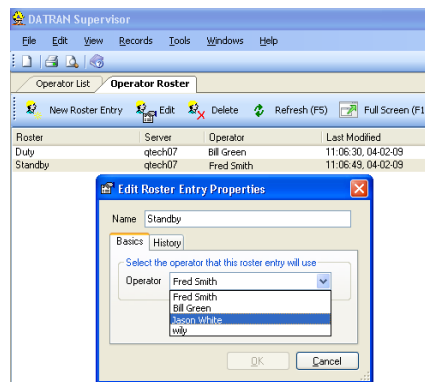 DATRAN Supervisor
File Edit View Records Tools Windows Help
Operator List Operator Roster
New Roster Entry Edit Delete Refresh (F5) Full Screen (F1
Roster Server Operator Last Modified
Duty qtech07 Bill Green 11:06:30, 04-02-09
Standby qtech07 Fred Smith 11:06:49, 04-02-09
Edit Roster Entry Properties
Name Standby
Basics History
Select the operator that this roster entry will use
Operator Fred Smith
Fred Smith
Bill Green
Jason White
wily
OK Cancel